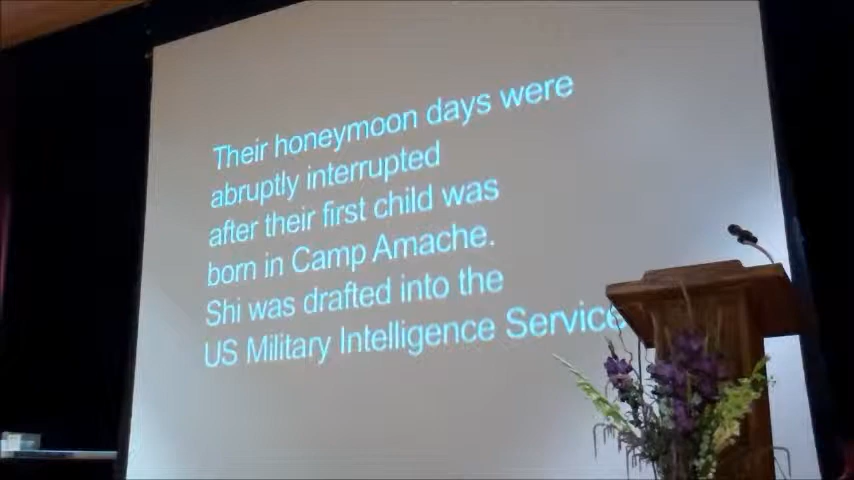 Their honeymoon days were
abruptly interrupted
after their first child was
born in Camp Amache.
Shi was drafted into the
US Military Intelligence Service